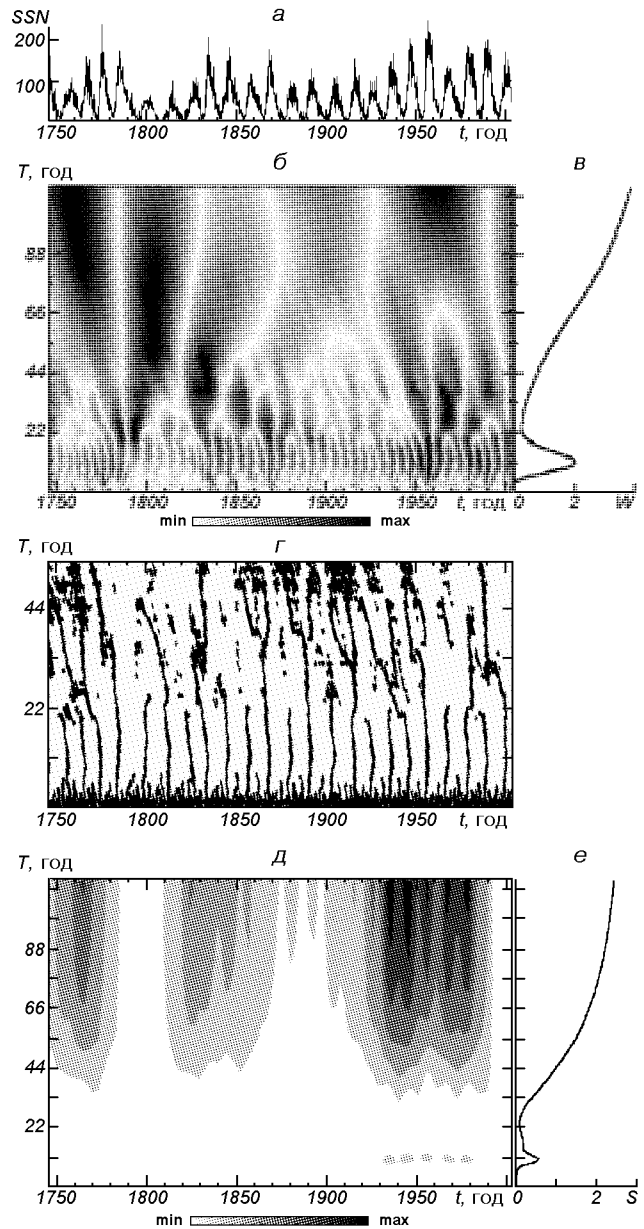 SSN
а
200
100
1750 1800 1850 1900 1950 t, год
T, год
б
в
88
66
44
22
1750 1800 1850 1900 1950 t, год 0 2 W
min max
T, год
г
44
22
1750 1800 1850 1900 1950 t, год
T, год
д
е
88
66
44
22
1750 1800 1850 1900 1950 t, год 0 2 S
min max